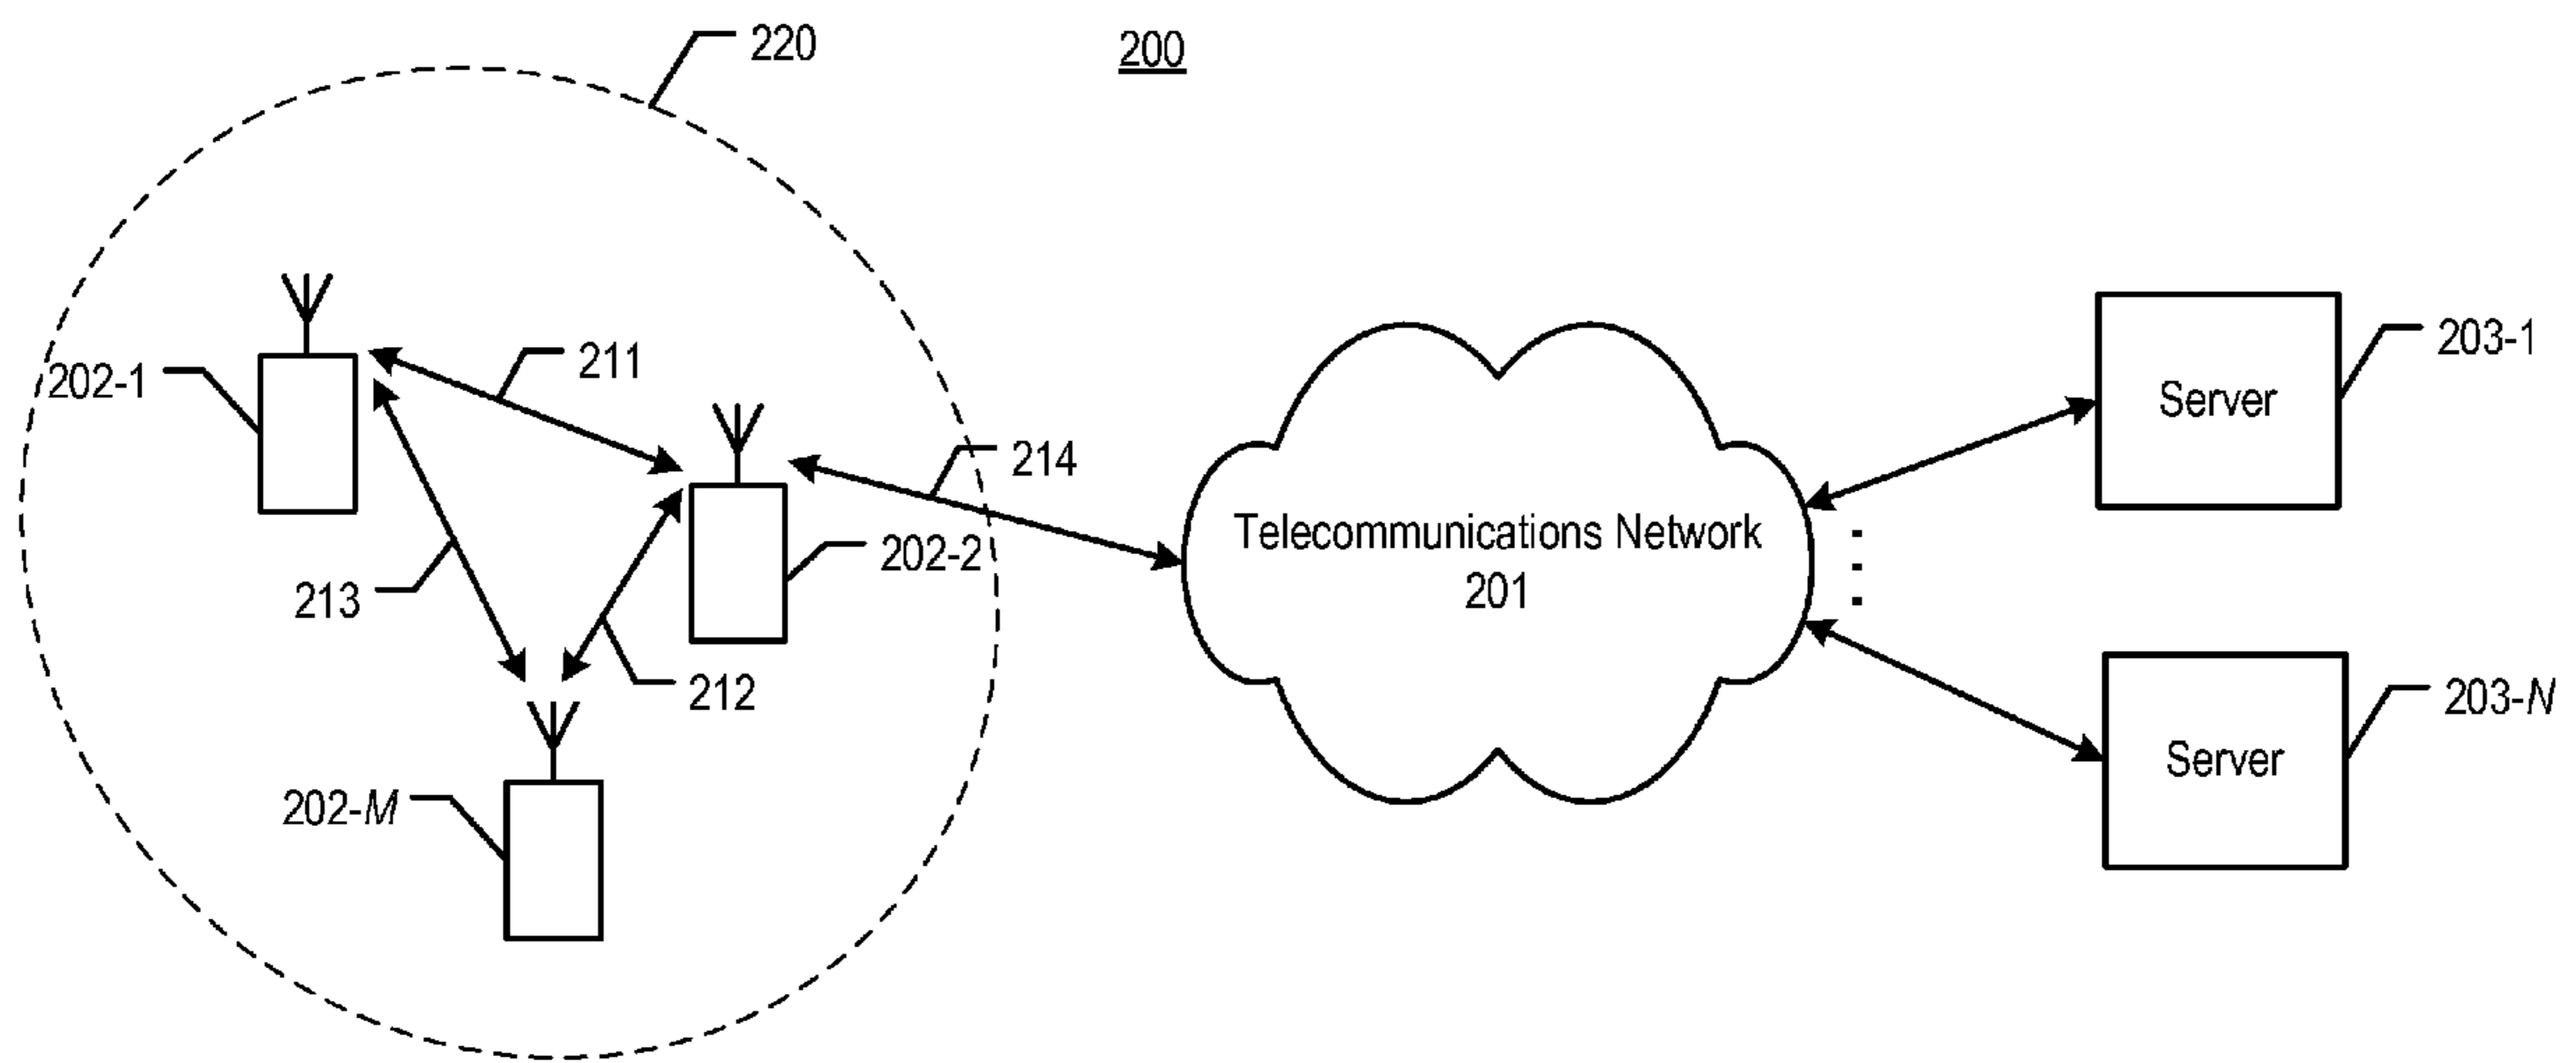 220
200
202-1
211
203-1
Server
214
Telecommunications Network
201
202-2
213
212
203-N
Server
202-M